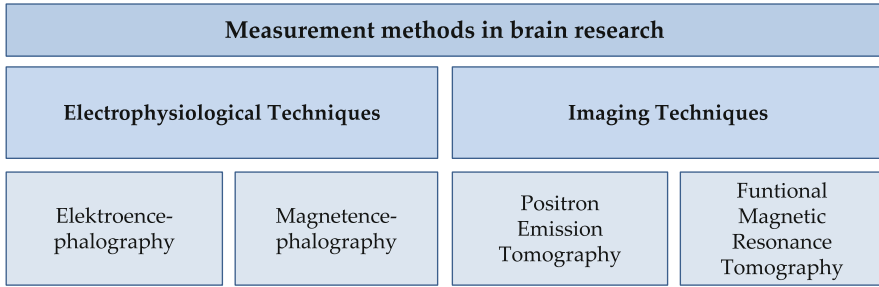 Measurement methods in brain research
Electrophysiological Techniques
Imaging Techniques
Elektroence-
phalography
Magnetence-
phalography
Positron
Emission
Tomography
Funtional
Magnetic
Resonance
Tomography